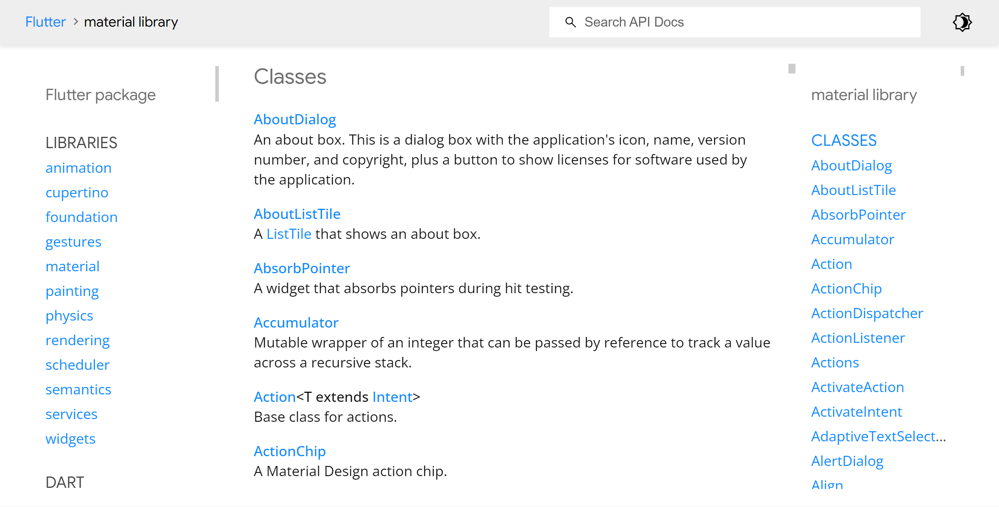 Flutter > material library
Search API Docs
Flutter package
LIBRARIES
animation
cupertino
foundation
gestures
material
painting
physics
rendering
scheduler
semantics
services
widgets
DART
Classes
AboutDialog
An about box. This is a dialog box with the application's icon, name, version
number, and copyright, plus a button to show licenses for software used by
the application.
AboutListTile
A ListTile that shows an about box.
AbsorbPointer
A widget that absorbs pointers during hit testing.
Accumulator
Mutable wrapper of an integer that can be passed by reference to track a value
across a recursive stack.
Action<T extends Intent>
Base class for actions.
ActionChip
A Material Design action chip.
material library
CLASSES
AboutDialog
AboutListTile
AbsorbPointer
Accumulator
Action
ActionChip
ActionDispatcher
ActionListener
Actions
ActivateAction
ActivateIntent
AdaptiveTextSelect...
AlertDialog
Align